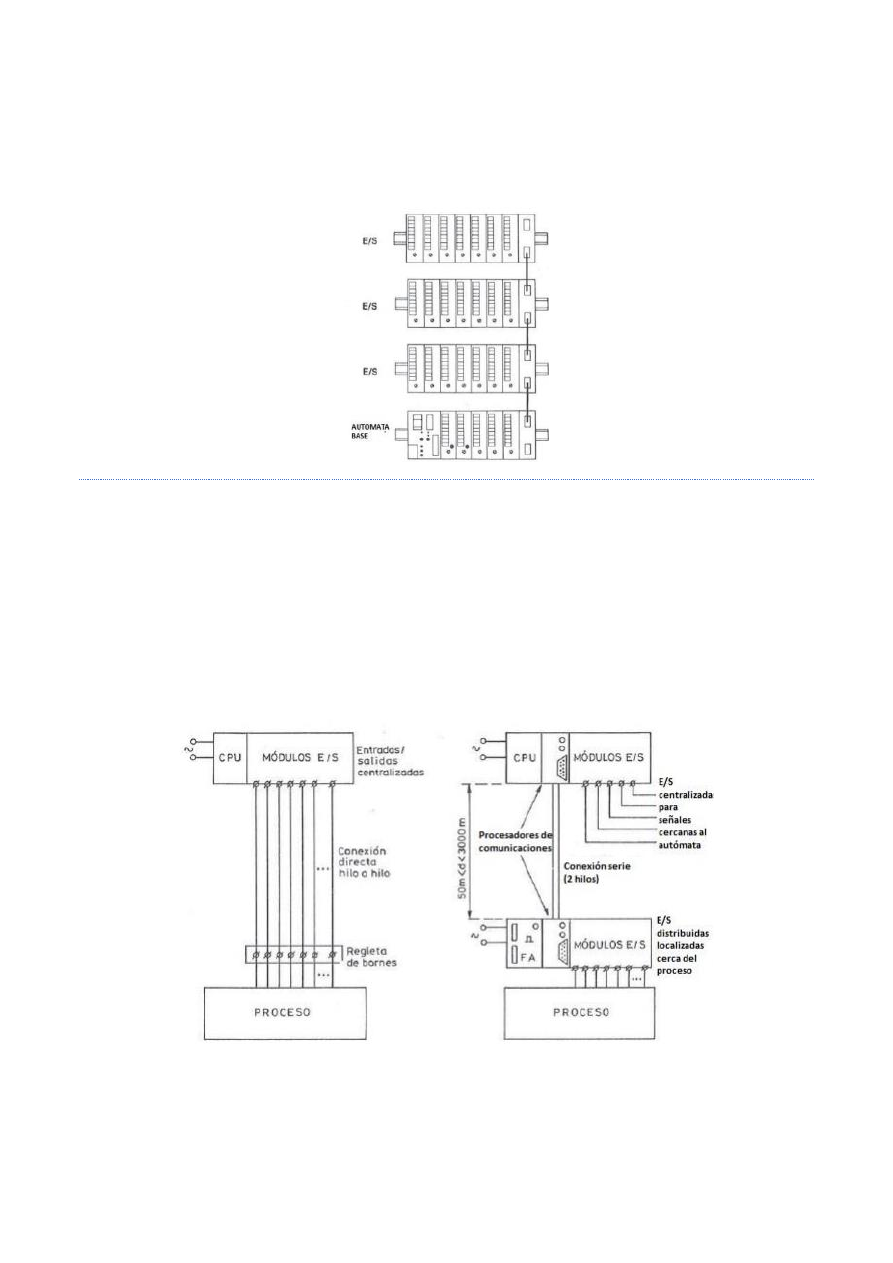 E/S
E/S
E/S
AUTOMATA
BASE
CPU
MÓDULOS E/S
Entradas/
salidas
centralizadas
Conexión
directa
hilo a hilo
...
Regleta
de bornes
...
PROCESO
CPU
MÓDULOS E/S
E/S
centralizada
para
señales
cercanas al
autómata
50m<d<3000m
Procesadores de
comunicaciones
Conexión serie
(2 hilos)
FA
MÓDULOS E/S
E/S
distribuidas
localizadas
cerca del
proceso
...
PROCESO